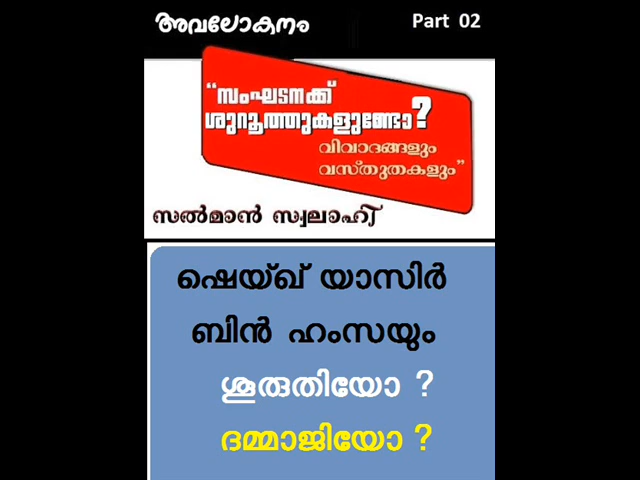 അവലോകനം
Part 02
“സംഘടനക്ക്
ശുറൂത്തുകളുണ്ടോ?
വിവാദങ്ങളും
വസ്തുതകളും”
സൽമാൻ സ്വലാഹി
ഷെയ്ഖ് യാസിർ
ബിൻ ഹംസയും
ശൂരുതിയോ ?
ദമ്മാജിയോ ?